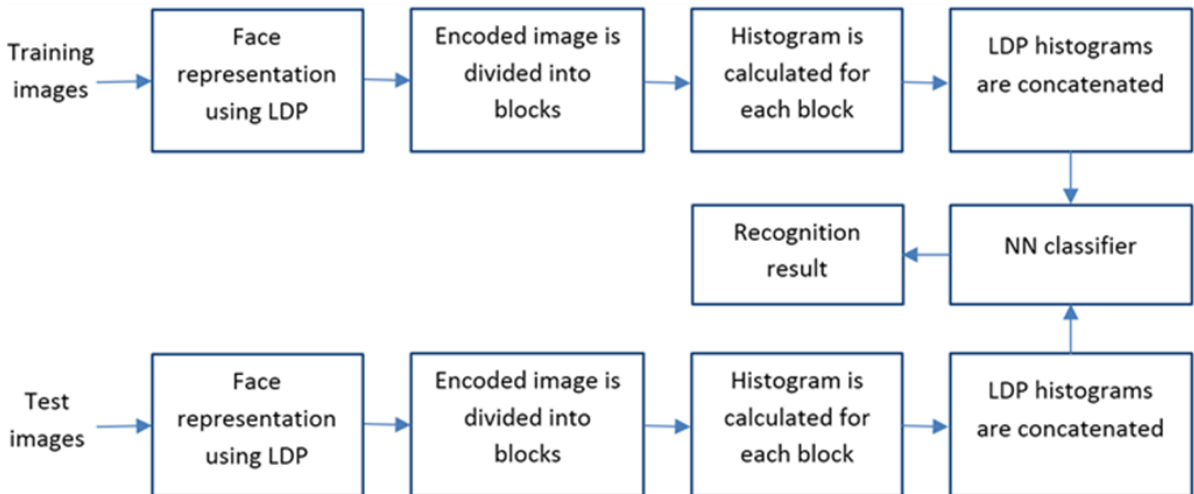 Training
images
Face
representation
using LDP
Encoded image is
divided into
blocks
Histogram is
calculated for
each block
LDP histograms
are concatenated
Recognition
result
NN classifier
Test
images
Face
representation
using LDP
Encoded image is
divided into
blocks
Histogram is
calculated for
each block
LDP histograms
are concatenated